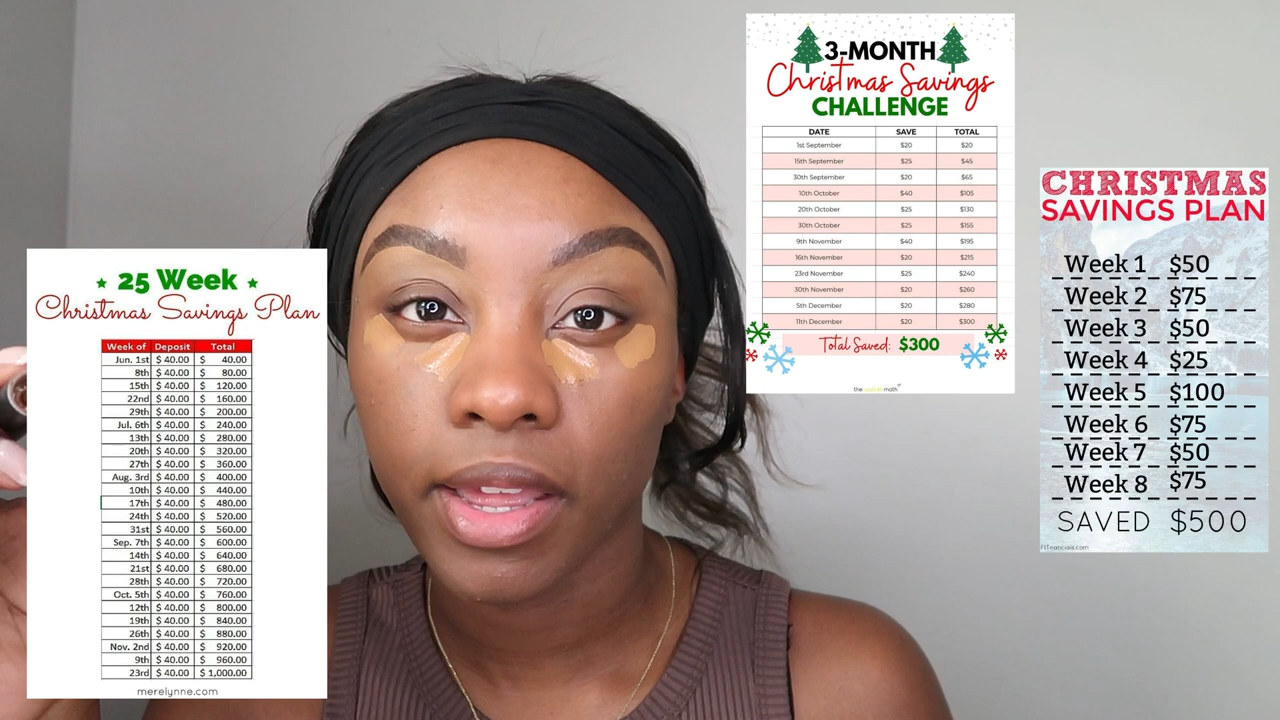 ★ 25 Week ★
Christmas Savings Plan
Week of Deposit Total
Jun. 1st $ 40.00 $ 40.00
8th $ 40.00 $ 80.00
15th $ 40.00 $ 120.00
22nd $ 40.00 $ 160.00
29th $ 40.00 $ 200.00
Jul. 6th $ 40.00 $ 240.00
13th $ 40.00 $ 280.00
20th $ 40.00 $ 320.00
27th $ 40.00 $ 360.00
Aug. 3rd $ 40.00 $ 400.00
10th $ 40.00 $ 440.00
17th $ 40.00 $ 480.00
24th $ 40.00 $ 520.00
31st $ 40.00 $ 560.00
Sep. 7th $ 40.00 $ 600.00
14th $ 40.00 $ 640.00
21st $ 40.00 $ 680.00
28th $ 40.00 $ 720.00
Oct. 5th $ 40.00 $ 760.00
12th $ 40.00 $ 800.00
19th $ 40.00 $ 840.00
26th $ 40.00 $ 880.00
Nov. 2nd $ 40.00 $ 920.00
9th $ 40.00 $ 960.00
23rd $ 40.00 $ 1,000.00
merelynne.com
3-MONTH
Christmas Savings
CHALLENGE
DATE SAVE TOTAL
1st September $20 $20
15th September $25 $45
30th September $20 $65
10th October $40 $105
20th October $25 $130
30th October $25 $155
9th November $40 $195
16th November $20 $215
23rd November $25 $240
30th November $20 $260
5th December $20 $280
11th December $20 $300
Total Saved: $300
the math
CHRISTMAS
SAVINGS PLAN
Week 1 $50
Week 2 $75
Week 3 $50
Week 4 $25
Week 5 $100
Week 6 $75
Week 7 $50
Week 8 $75
SAVED $500
FITnancials.com